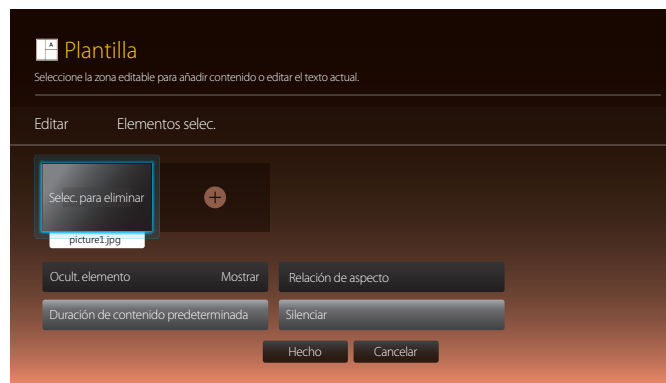 A
Plantilla
Seleccione la zona editable para añadir contenido o editar el texto actual.
Editar Elementos selec.
Selec. para eliminar
picture1.jpg
Ocult. elemento Mostrar Relación de aspecto
Duración de contenido predeterminada Silenciar
Hecho Cancelar